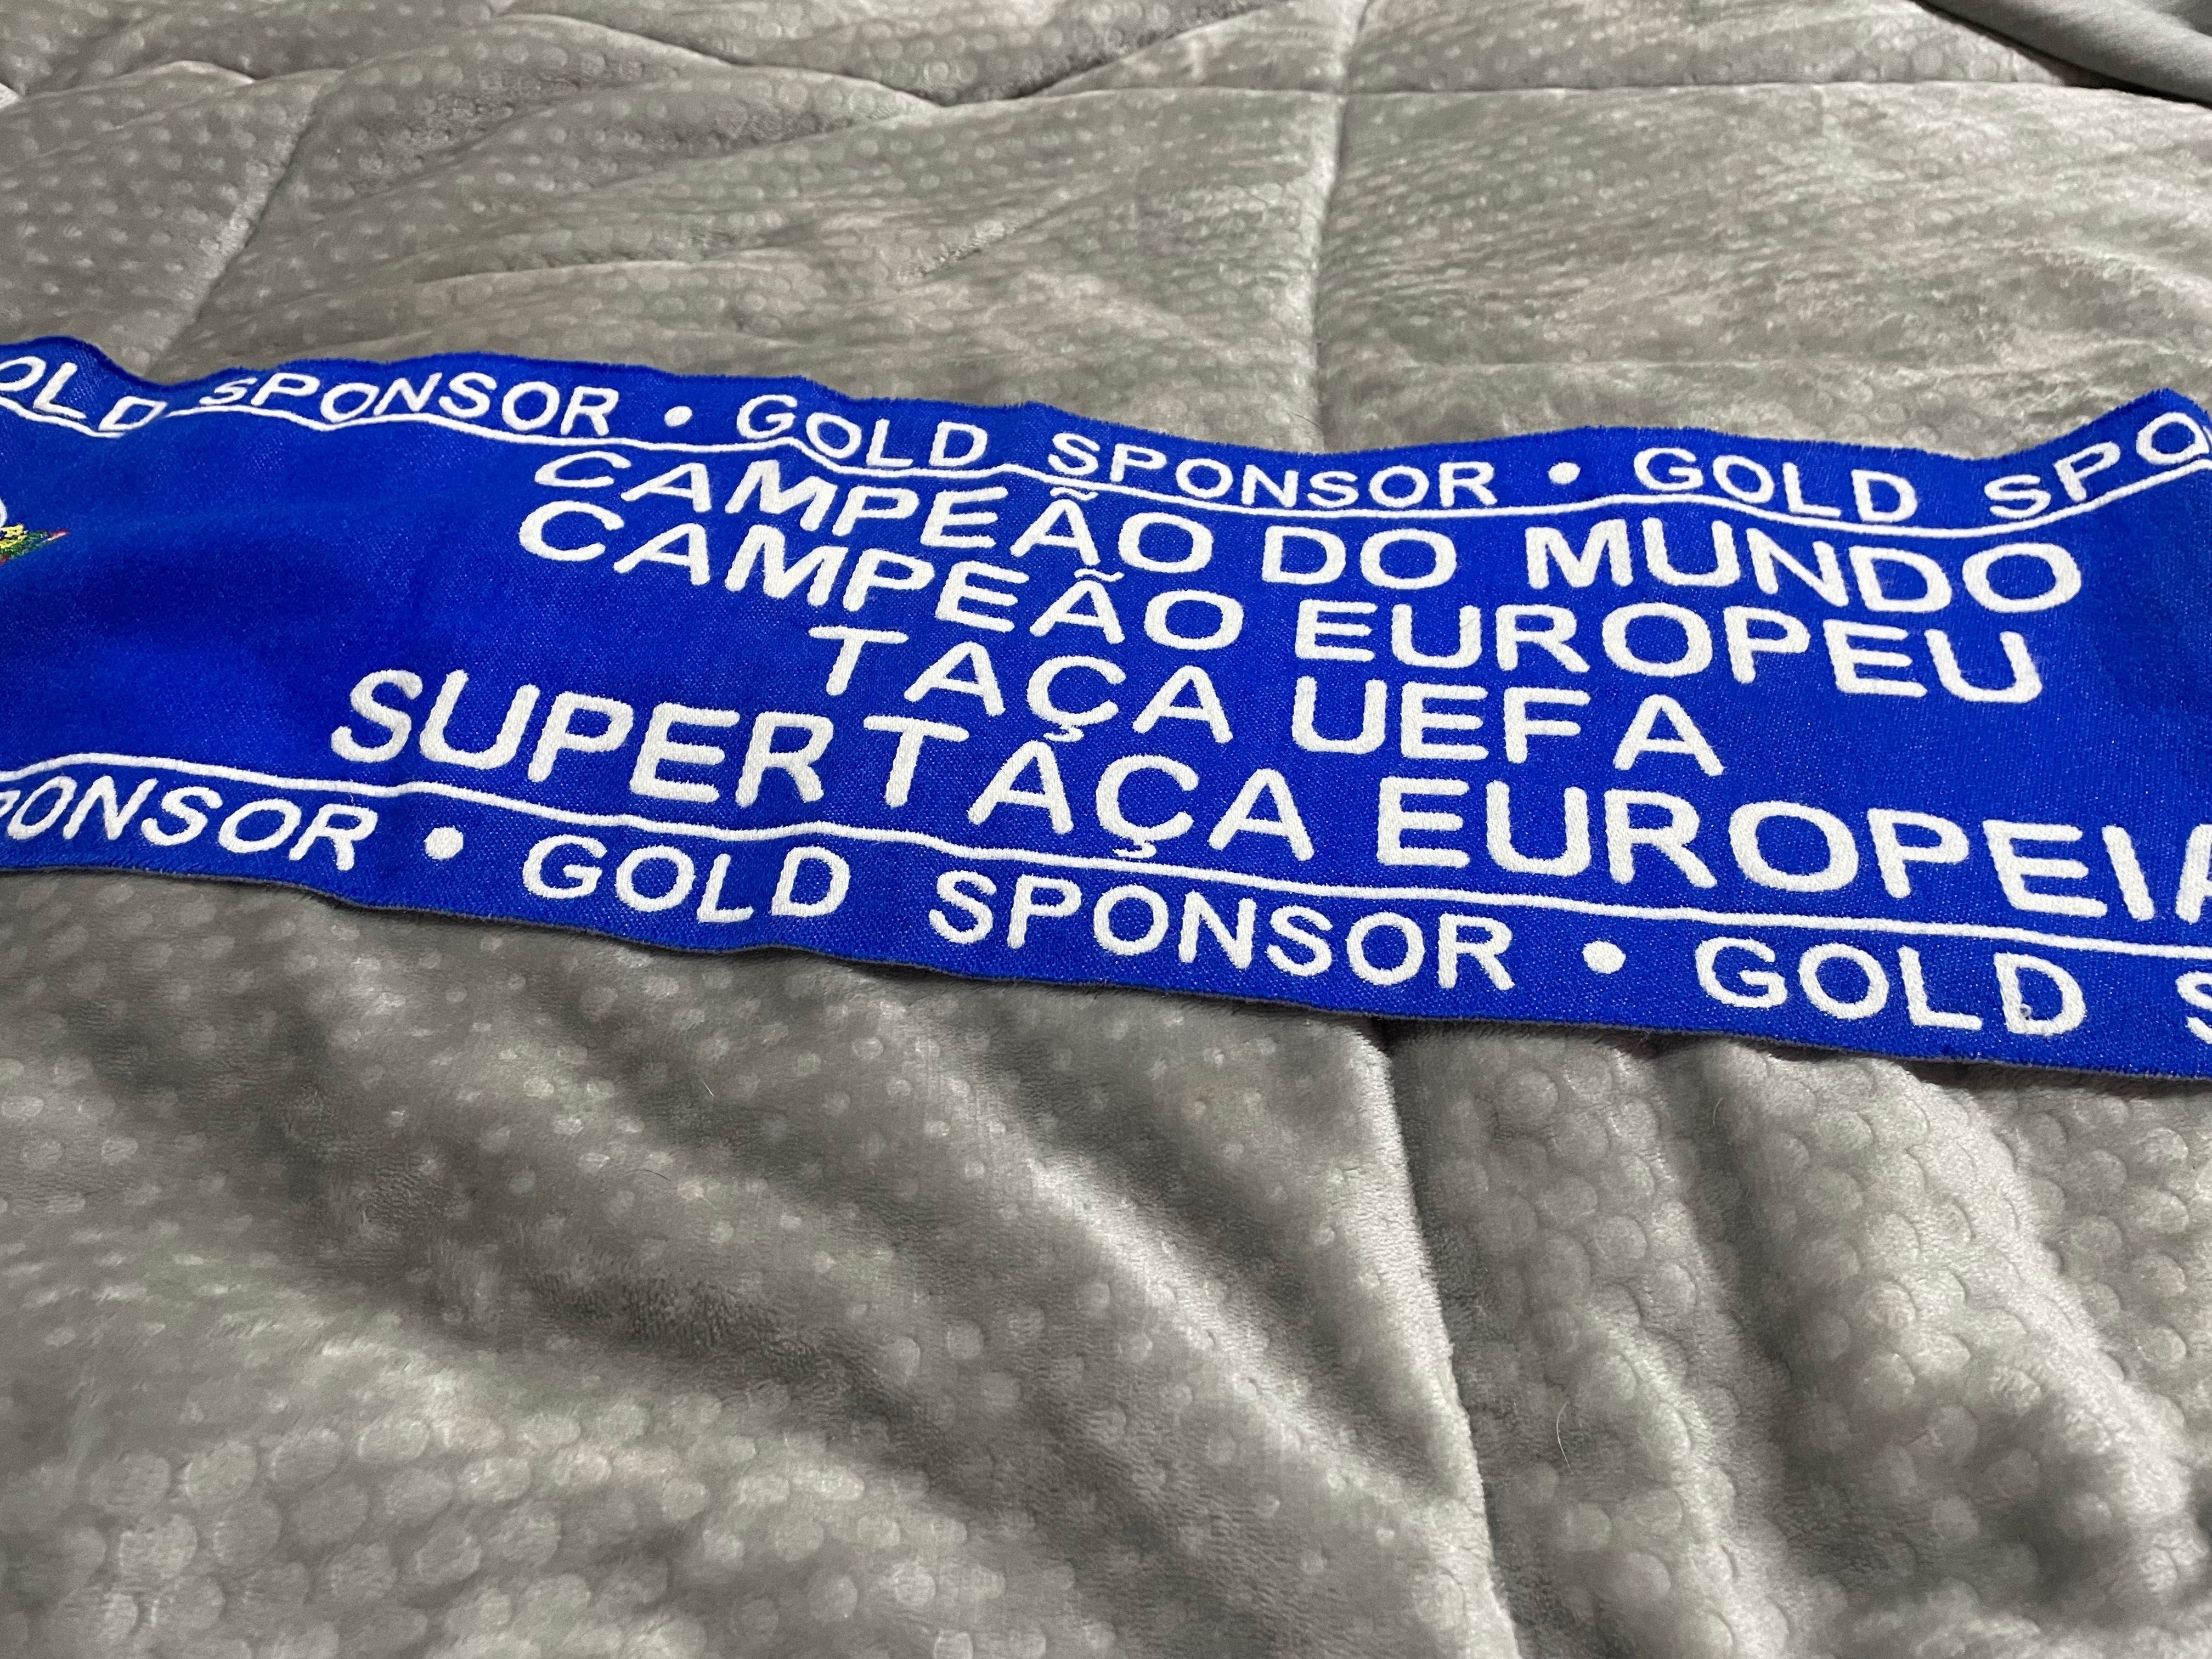 GOLD SPONSOR • GOLD SPONSOR • GOLD
CAMPEÃO DO MUNDO
CAMPEÃO EUROPEU
TAÇA UEFA
SUPERTAÇA
SPONSOR • GOLD SPONSOR • GOLD